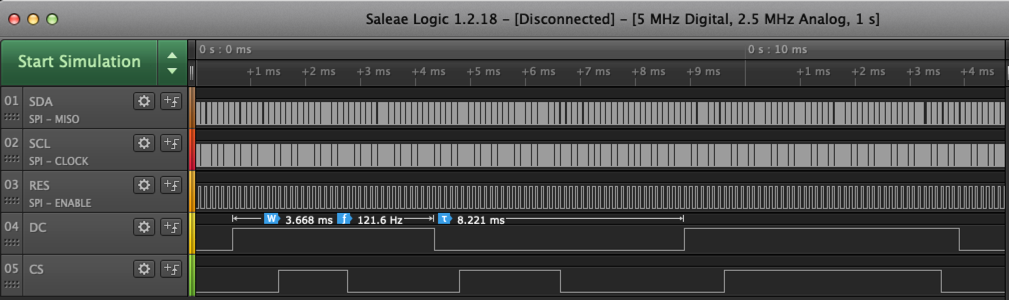 Saleae Logic 1.2.18 – [Disconnected] – [5 MHz Digital, 2.5 MHz Analog, 1 s]
Start Simulation
0 s : 0 ms
0 s : 10 ms
+1 ms +2 ms +3 ms +4 ms +5 ms +6 ms +7 ms +8 ms +9 ms +1 ms +2 ms +3 ms +4 ms
01 SDA
SPI – MISO
02 SCL
SPI – CLOCK
03 RES
SPI – ENABLE
W 3.668 ms f 121.6 Hz τ 8.221 ms
04 DC
05 CS